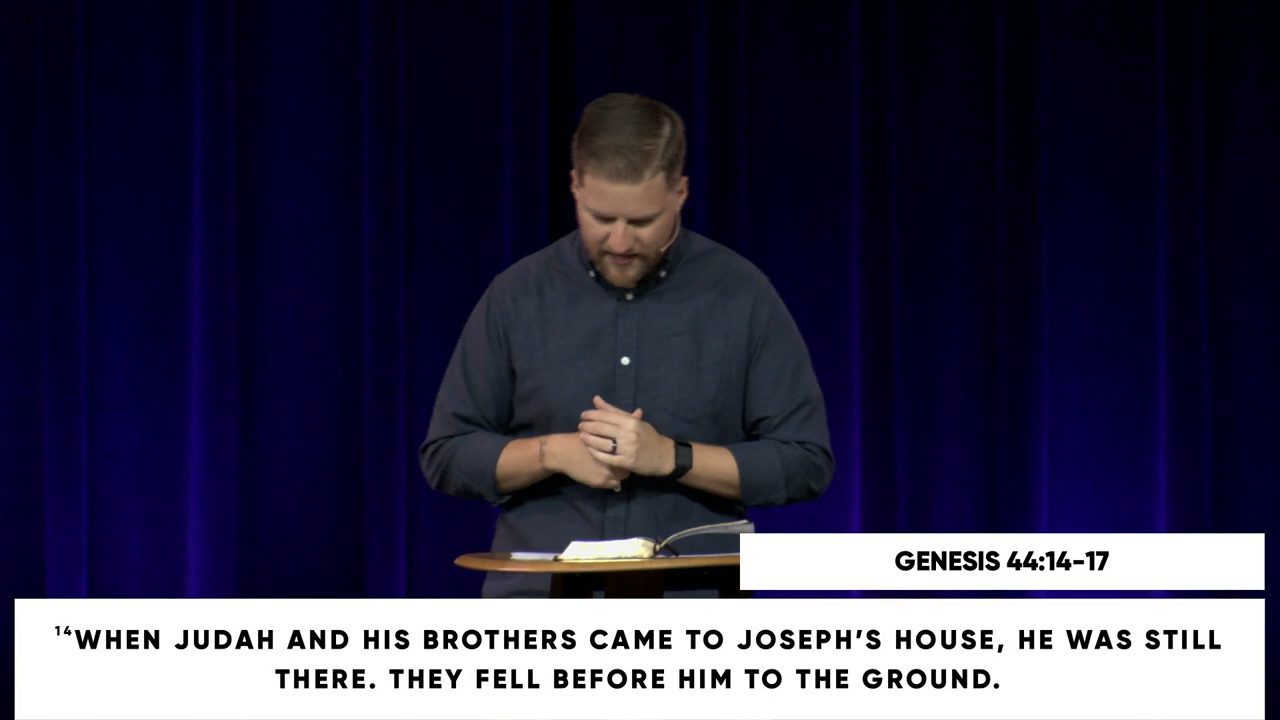 GENESIS 44:14-17
¹⁴WHEN JUDAH AND HIS BROTHERS CAME TO JOSEPH’S HOUSE, HE WAS STILL
THERE. THEY FELL BEFORE HIM TO THE GROUND.